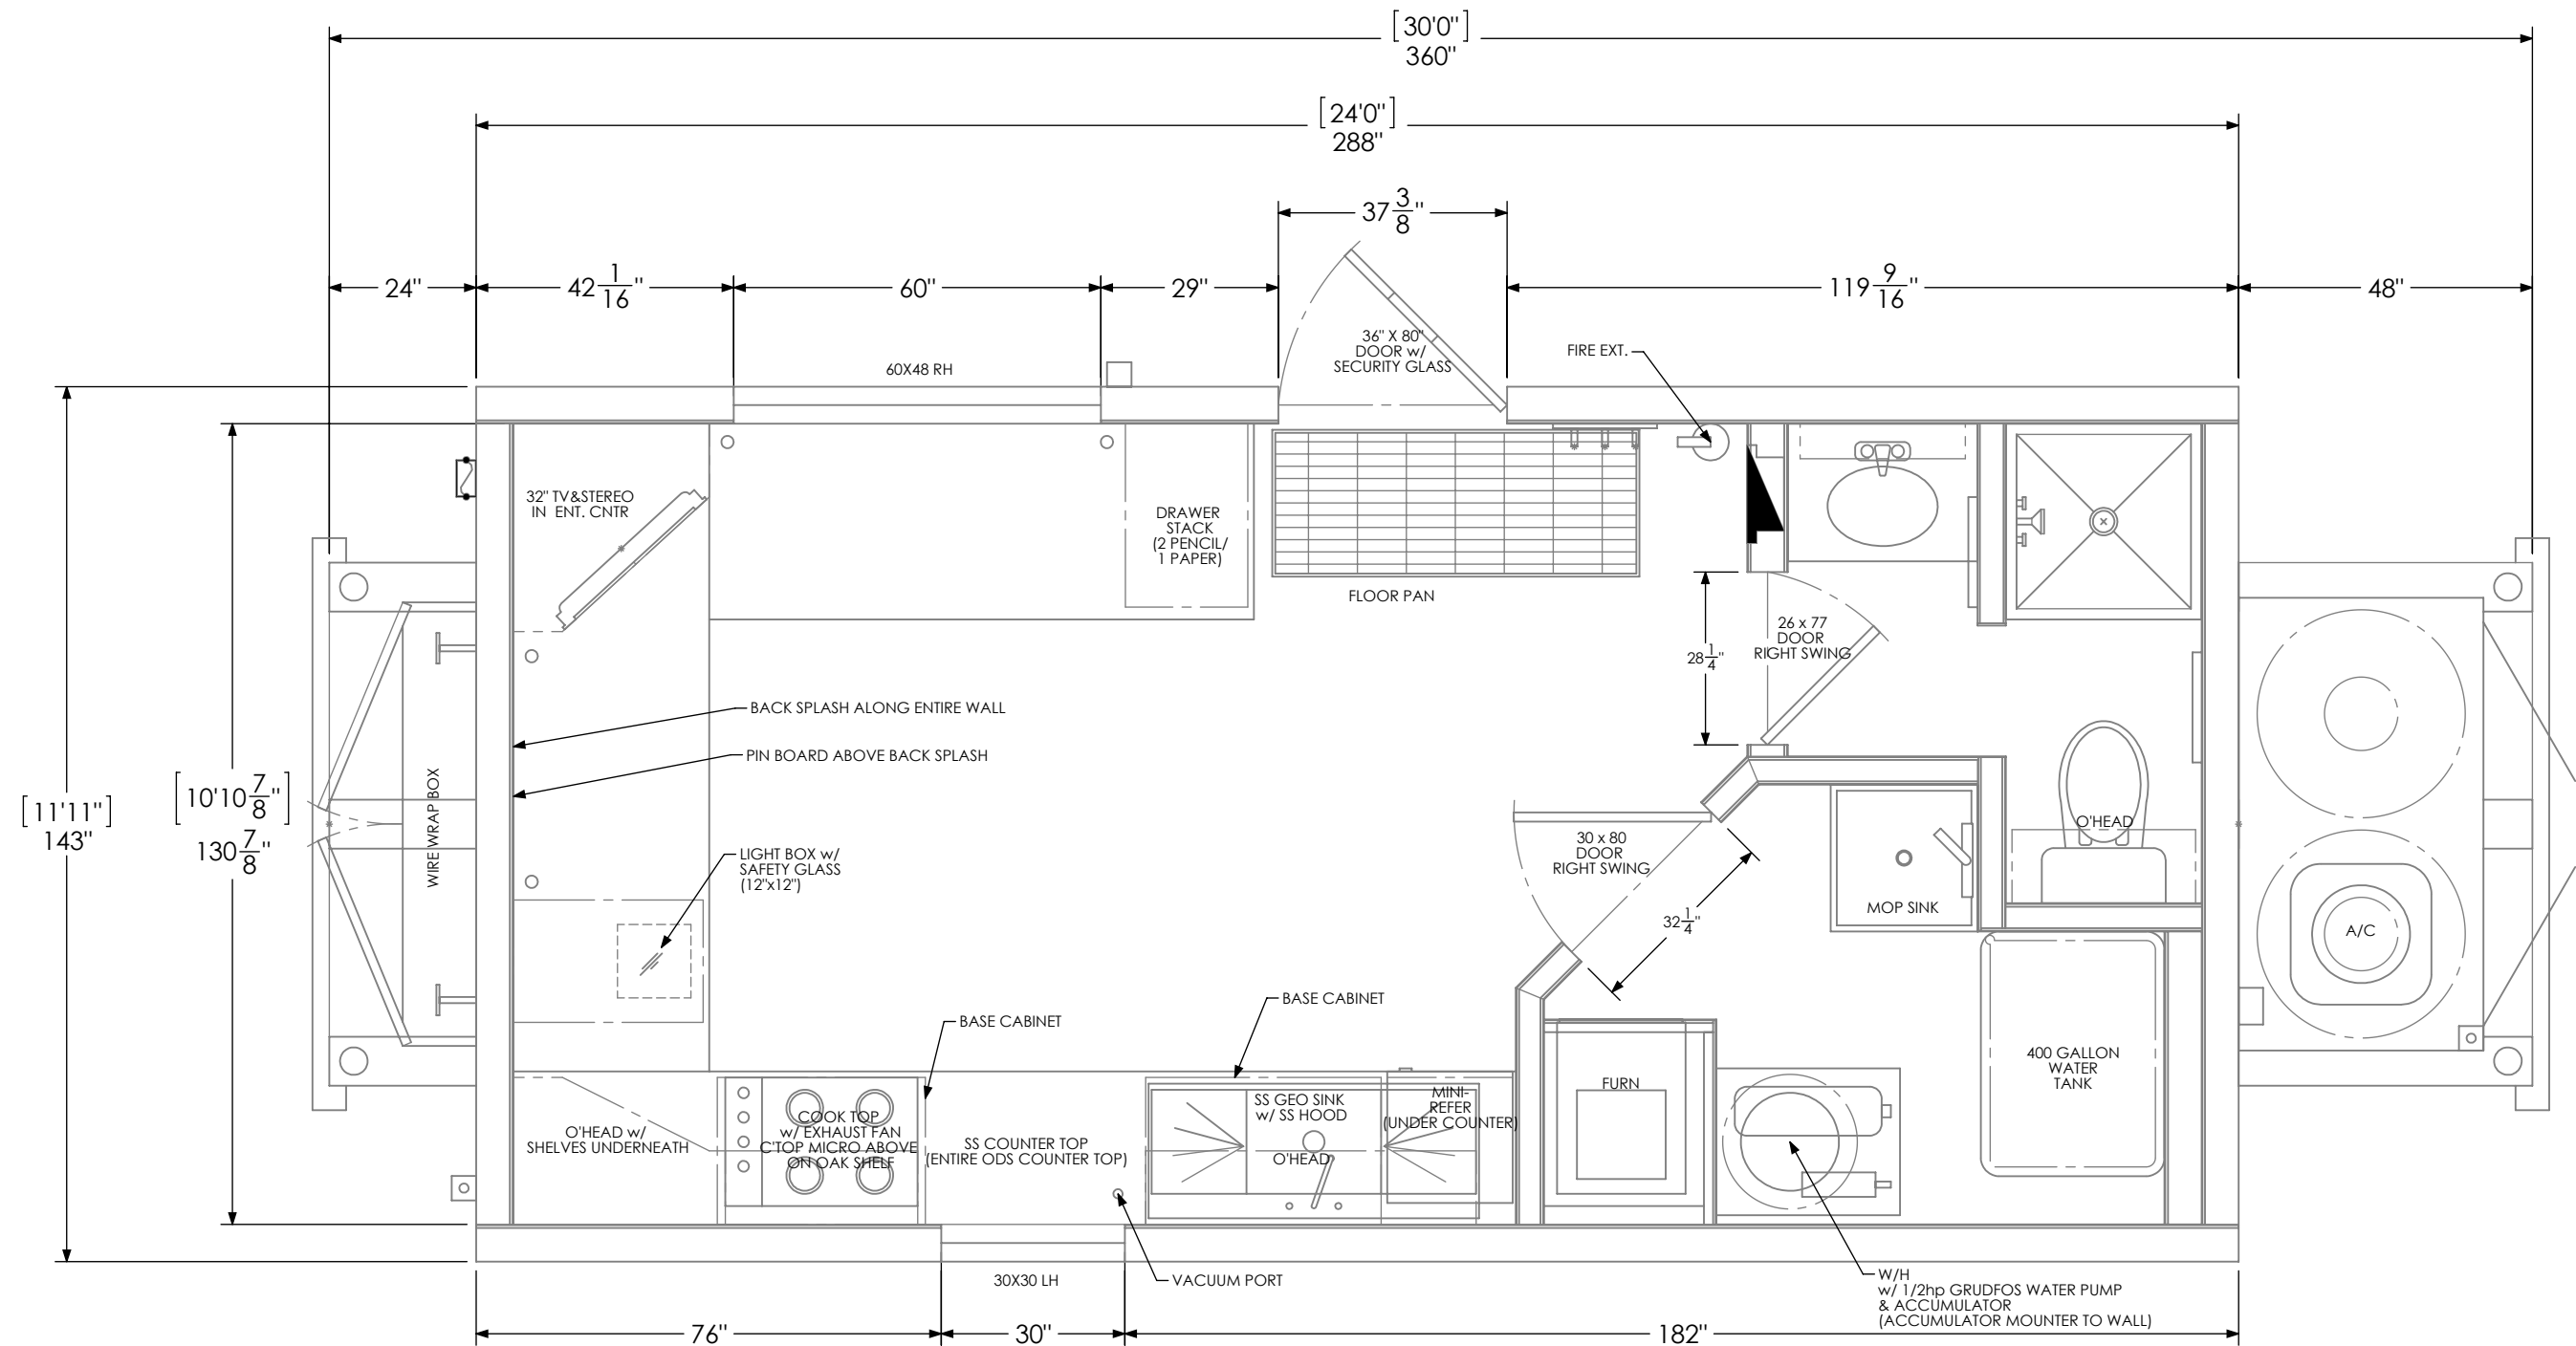 [30'0"]
360"
[24'0"]
288"
37 3/8"
24"
42 1/16"
60"
29"
119 9/16"
48"
36" X 80"
DOOR w/
SECURITY GLASS
FIRE EXT.
60X48 RH
32" TV&STEREO
IN ENT. CNTR
DRAWER
STACK
(2 PENCIL/
1 PAPER)
FLOOR PAN
26 x 77
DOOR
RIGHT SWING
28 1/4"
BACK SPLASH ALONG ENTIRE WALL
PIN BOARD ABOVE BACK SPLASH
[11'11"]
143"
[10'10 7/8"]
130 7/8"
WIRE WRAP BOX
LIGHT BOX w/
SAFETY GLASS
(12"x12")
30 x 80
DOOR
RIGHT SWING
32 1/4"
O'HEAD
MOP SINK
A/C
BASE CABINET
BASE CABINET
400 GALLON
WATER
TANK
FURN
O'HEAD w/
SHELVES UNDERNEATH
COOK TOP
w/ EXHAUST FAN
C'TOP MICRO ABOVE
ON OAK SHELF
SS COUNTER TOP
(ENTIRE ODS COUNTER TOP)
SS GEO SINK
w/ SS HOOD
O'HEAD
MINI-
REFER
(UNDER COUNTER)
30X30 LH
VACUUM PORT
W/H
w/ 1/2hp GRUDFOS WATER PUMP
& ACCUMULATOR
(ACCUMULATOR MOUNTER TO WALL)
76"
30"
182"